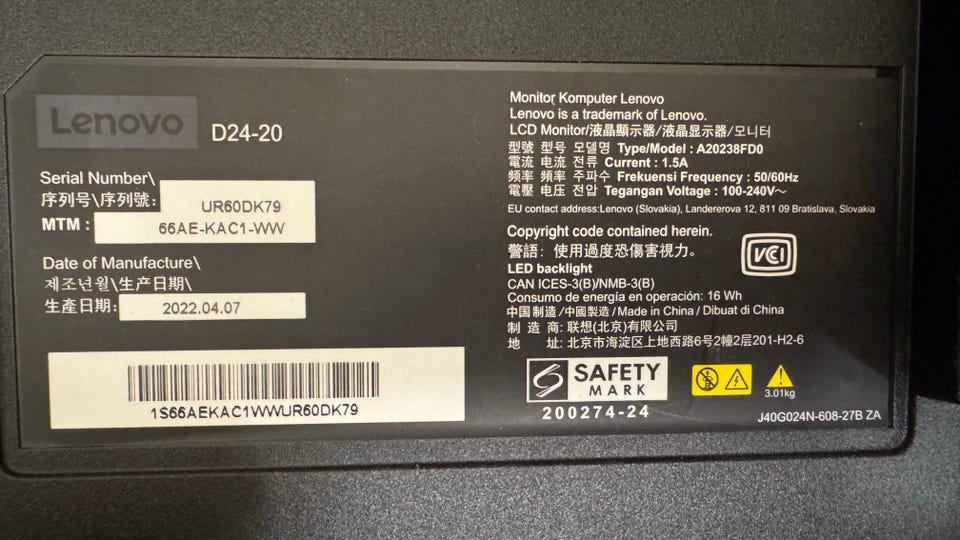 Lenovo D24-20
Serial Number\
序列号\序列號: UR60DK79
MTM : 66AE-KAC1-WW
Date of Manufacture\
제조년월\生产日期\
生產日期: 2022.04.07
1S66AEKAC1WWUR60DK79
Monitor Komputer Lenovo
Lenovo is a trademark of Lenovo.
LCD Monitor/液晶顯示器/液晶显示器/모니터
型號 型号 모델명 Type/Model : A20238FD0
電流 电流 전류 Current : 1.5A
頻率 频率 주파수 Frekuensi Frequency : 50/60Hz
電壓 电压 전압 Tegangan Voltage : 100-240V～
EU contact address:Lenovo (Slovakia), Landererova 12, 811 09 Bratislava, Slovakia
Copyright code contained herein.
警語: 使用過度恐傷害視力。
VCCI
LED backlight
CAN ICES-3(B)/NMB-3(B)
Consumo de energía en operación: 16 Wh
中国制造/中國製造/Made in China / Dibuat di China
制 造 商: 联想(北京)有限公司
地 址: 北京市海淀区上地西路6号2幢2层201-H2-6
SAFETY
MARK
200274-24
3.01kg
J40G024N-608-27B ZA